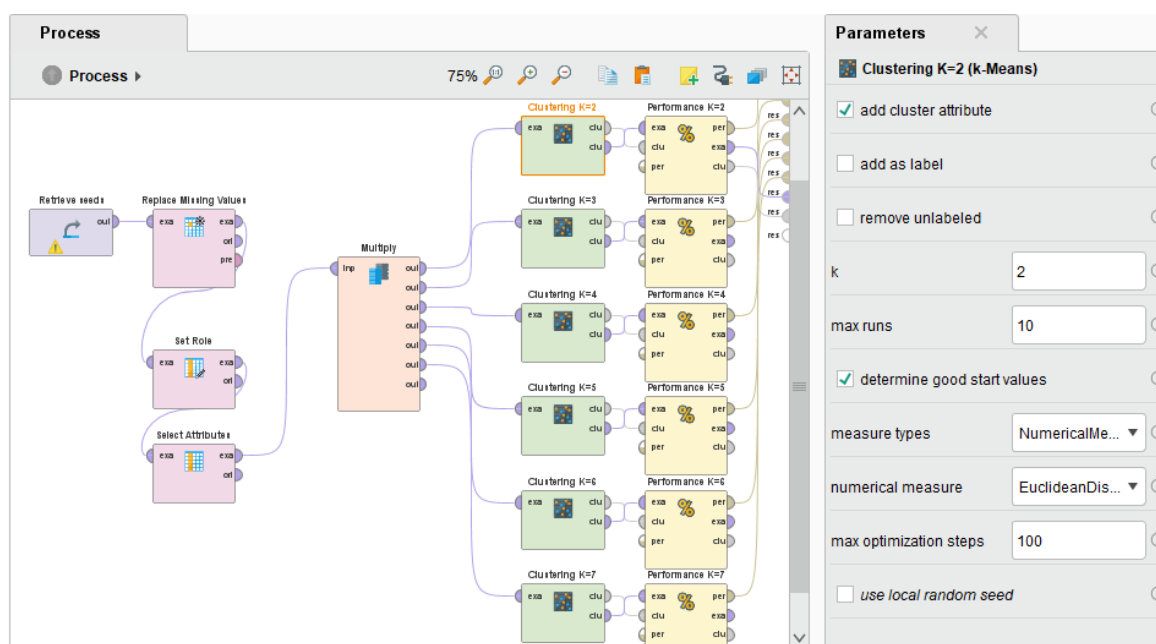 Process
Process
75%
Retrieve seeds
out
Replace Missing Values
exa
exa
ori
pre
Set Role
exa
exa
ori
Select Attributes
exa
exa
ori
Multiply
inp
out
out
out
out
out
out
out
Clustering K=2
exa
clu
clu
Performance K=2
exa
per
clu
exa
per
clu
Clustering K=3
exa
clu
clu
Performance K=3
exa
per
clu
exa
per
clu
Clustering K=4
exa
clu
clu
Performance K=4
exa
per
clu
exa
per
clu
Clustering K=5
exa
clu
clu
Performance K=5
exa
per
clu
exa
per
clu
Clustering K=6
exa
clu
clu
Performance K=6
exa
per
clu
exa
per
clu
Clustering K=7
exa
clu
clu
Performance K=7
exa
per
clu
exa
per
clu
res
res
res
res
res
res
res
Parameters
Clustering K=2 (k-Means)
add cluster attribute
add as label
remove unlabeled
k 2
max runs 10
determine good start values
measure types NumericalMe...
numerical measure EuclideanDis...
max optimization steps 100
use local random seed